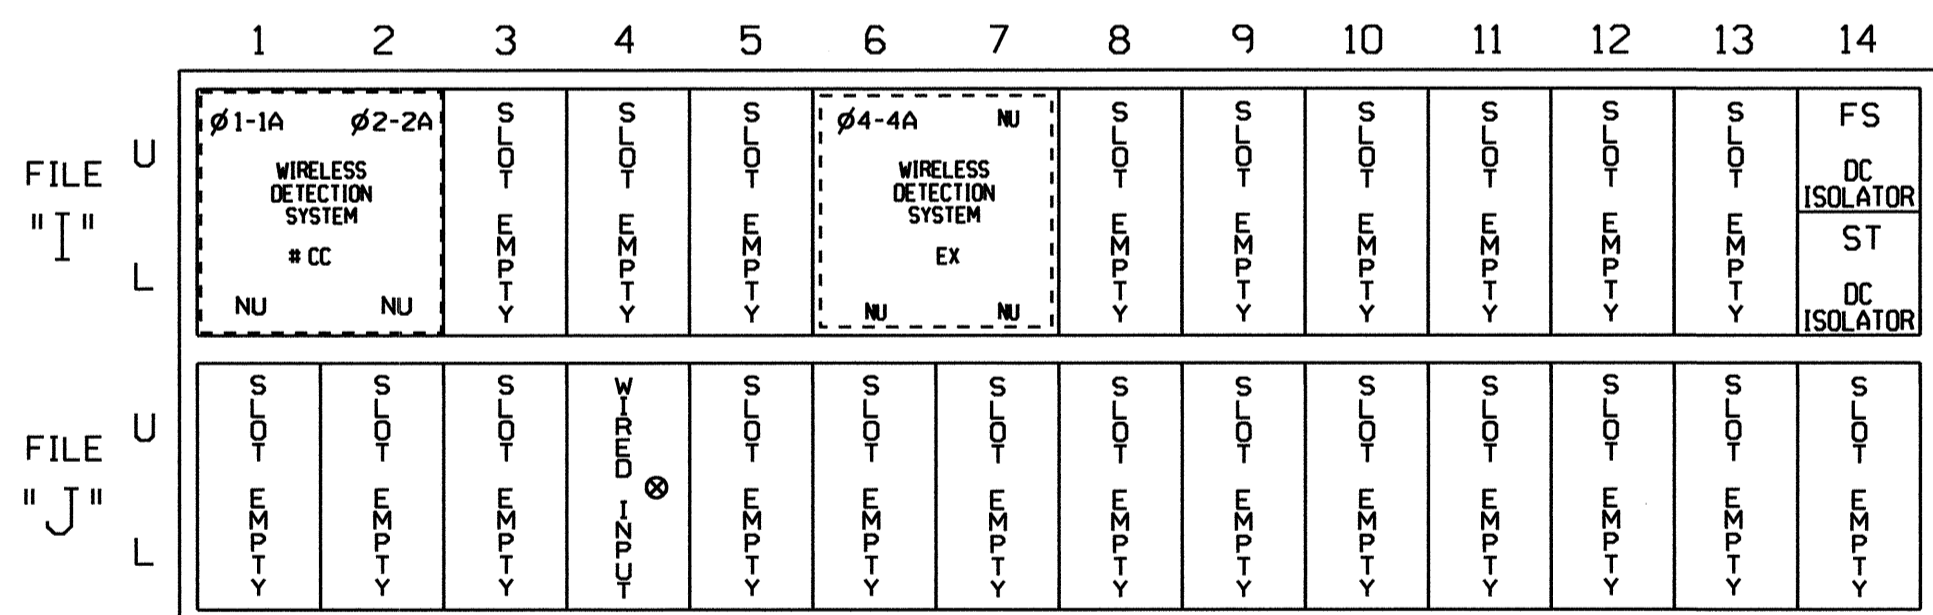 1 2 3 4 5 6 7 8 9 10 11 12 13 14
FILE "I"
U
L
Ø1-1A Ø2-2A
WIRELESS
DETECTION
SYSTEM
# CC
NU NU
SLOT EMPTY
SLOT EMPTY
SLOT EMPTY
Ø4-4A NU
WIRELESS
DETECTION
SYSTEM
EX
NU NU
SLOT EMPTY
SLOT EMPTY
SLOT EMPTY
SLOT EMPTY
SLOT EMPTY
SLOT EMPTY
FS
DC
ISOLATOR
ST
DC
ISOLATOR
FILE "J"
U
L
SLOT EMPTY
SLOT EMPTY
SLOT EMPTY
WIRED INPUT
⊗
SLOT EMPTY
SLOT EMPTY
SLOT EMPTY
SLOT EMPTY
SLOT EMPTY
SLOT EMPTY
SLOT EMPTY
SLOT EMPTY
SLOT EMPTY
SLOT EMPTY